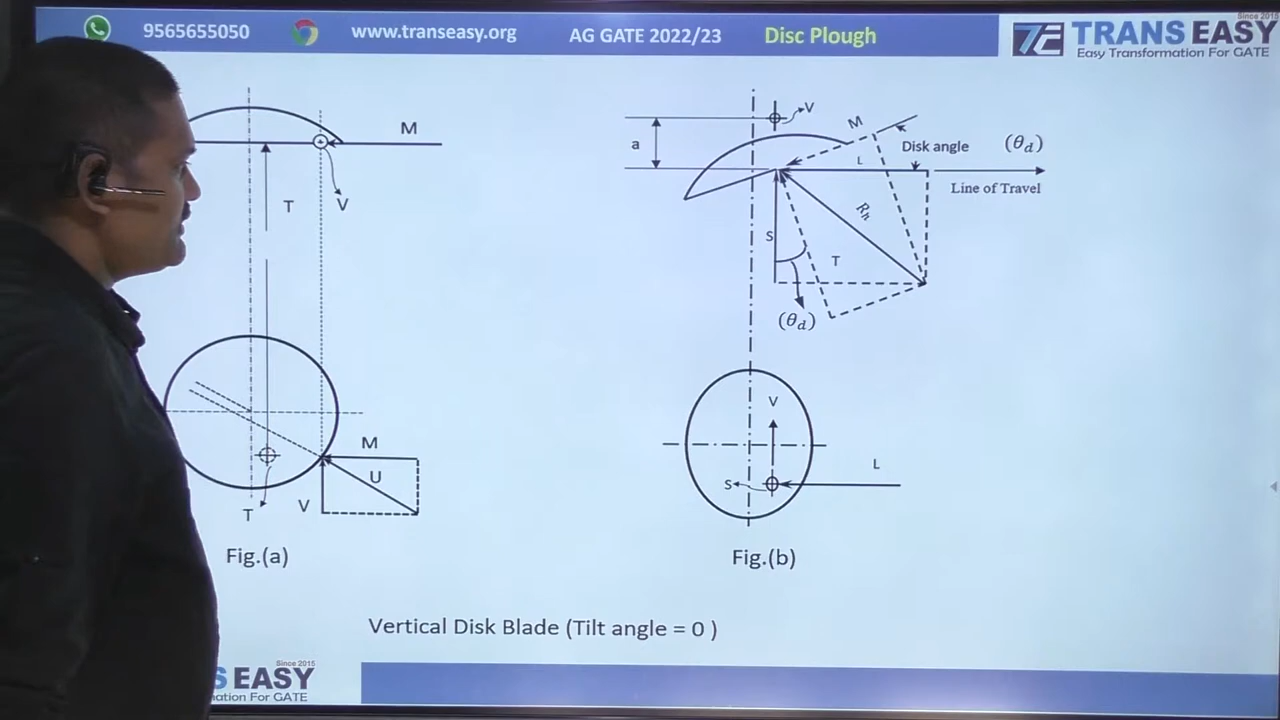 9565655050
www.transeasy.org
AG GATE 2022/23
Disc Plough
Since 2015
TRANS EASY
Easy Transformation For GATE
M
T
V
M
U
V
T
Fig.(a)
V
a
M
Disk angle
(θd)
L
Line of Travel
Rh
S
T
(θd)
V
S
L
Fig.(b)
Vertical Disk Blade (Tilt angle = 0 )
Since 2015
S EASY
mation For GATE